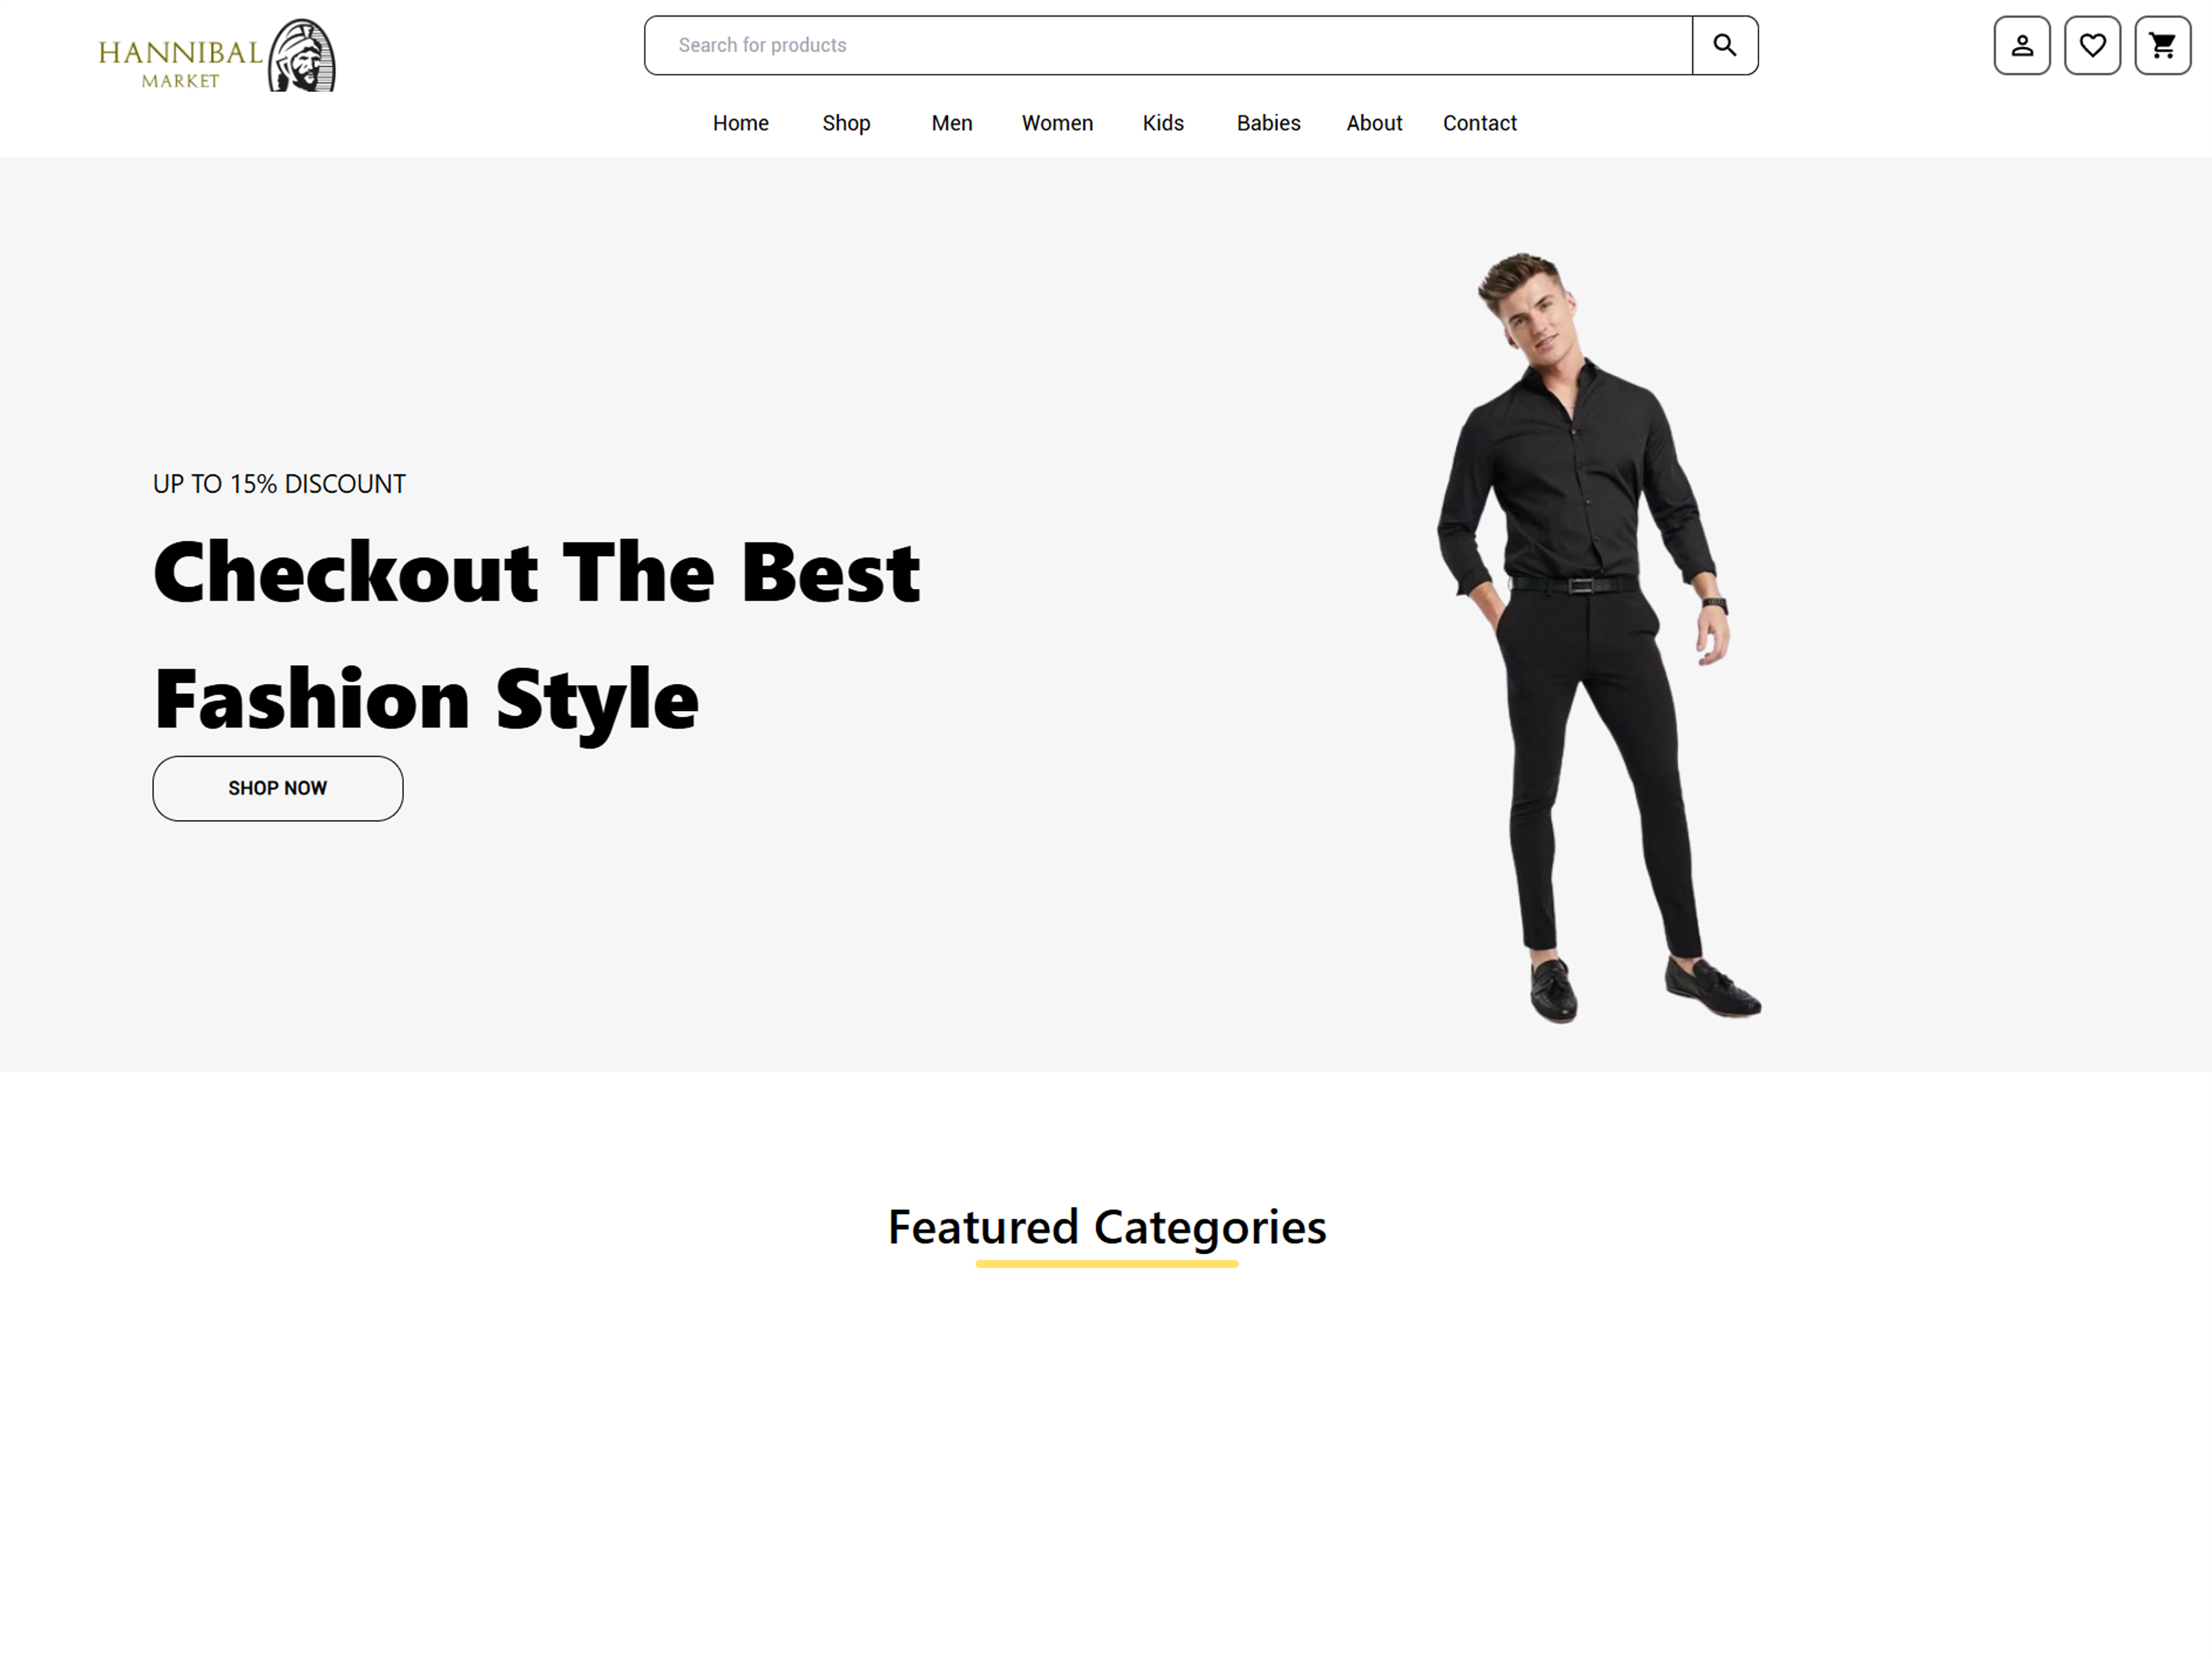 HANNIBAL
MARKET
Search for products
Home Shop Men Women Kids Babies About Contact
UP TO 15% DISCOUNT
Checkout The Best
Fashion Style
SHOP NOW
Featured Categories